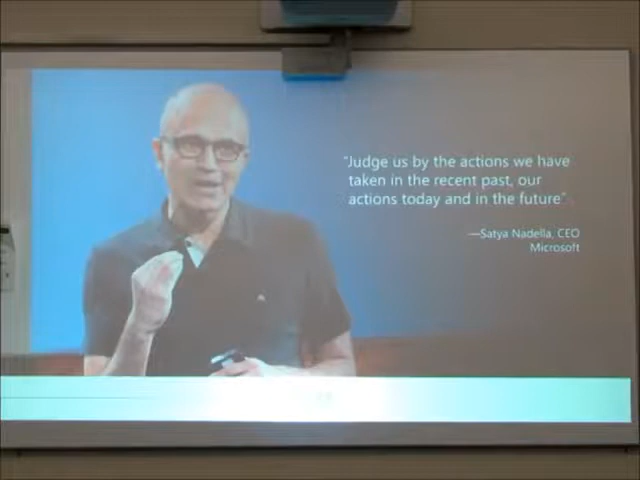 "Judge us by the actions we have
taken in the recent past, our
actions today and in the future"
—Satya Nadella, CEO
Microsoft